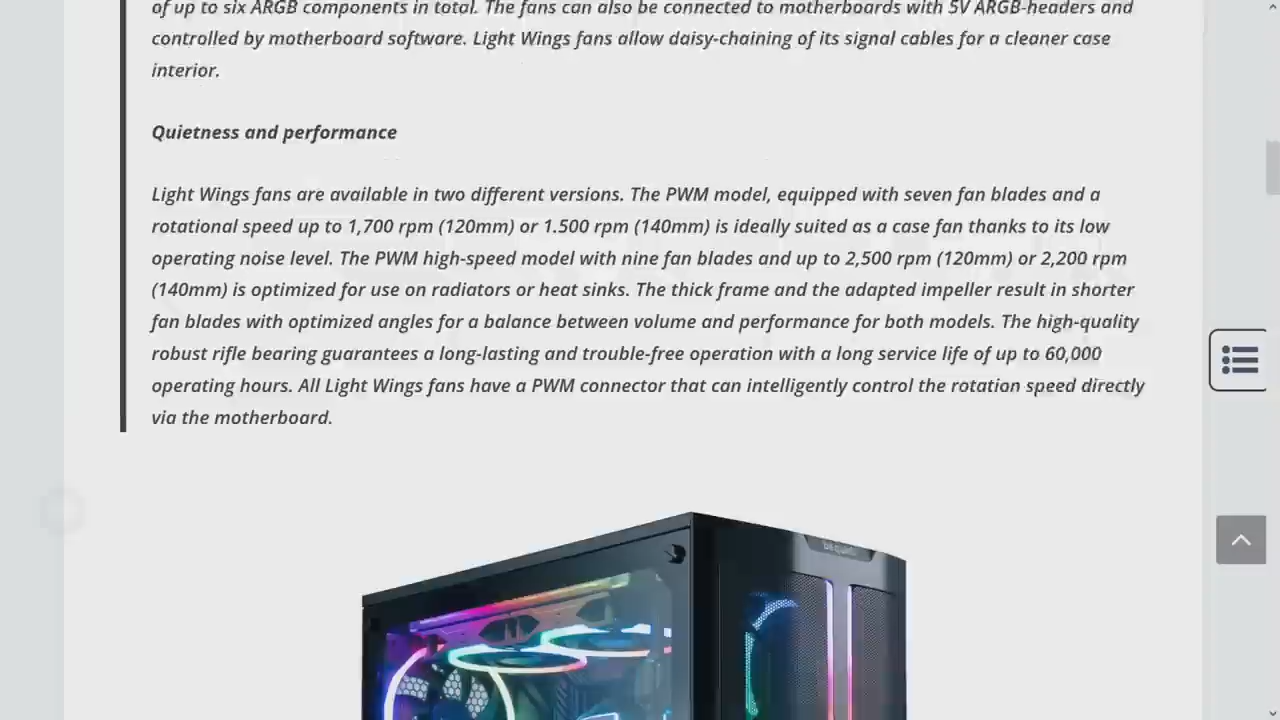 of up to six ARGB components in total. The fans can also be connected to motherboards with 5V ARGB-headers and
controlled by motherboard software. Light Wings fans allow daisy-chaining of its signal cables for a cleaner case
interior.
Quietness and performance
Light Wings fans are available in two different versions. The PWM model, equipped with seven fan blades and a
rotational speed up to 1,700 rpm (120mm) or 1.500 rpm (140mm) is ideally suited as a case fan thanks to its low
operating noise level. The PWM high-speed model with nine fan blades and up to 2,500 rpm (120mm) or 2,200 rpm
(140mm) is optimized for use on radiators or heat sinks. The thick frame and the adapted impeller result in shorter
fan blades with optimized angles for a balance between volume and performance for both models. The high-quality
robust rifle bearing guarantees a long-lasting and trouble-free operation with a long service life of up to 60,000
operating hours. All Light Wings fans have a PWM connector that can intelligently control the rotation speed directly
via the motherboard.